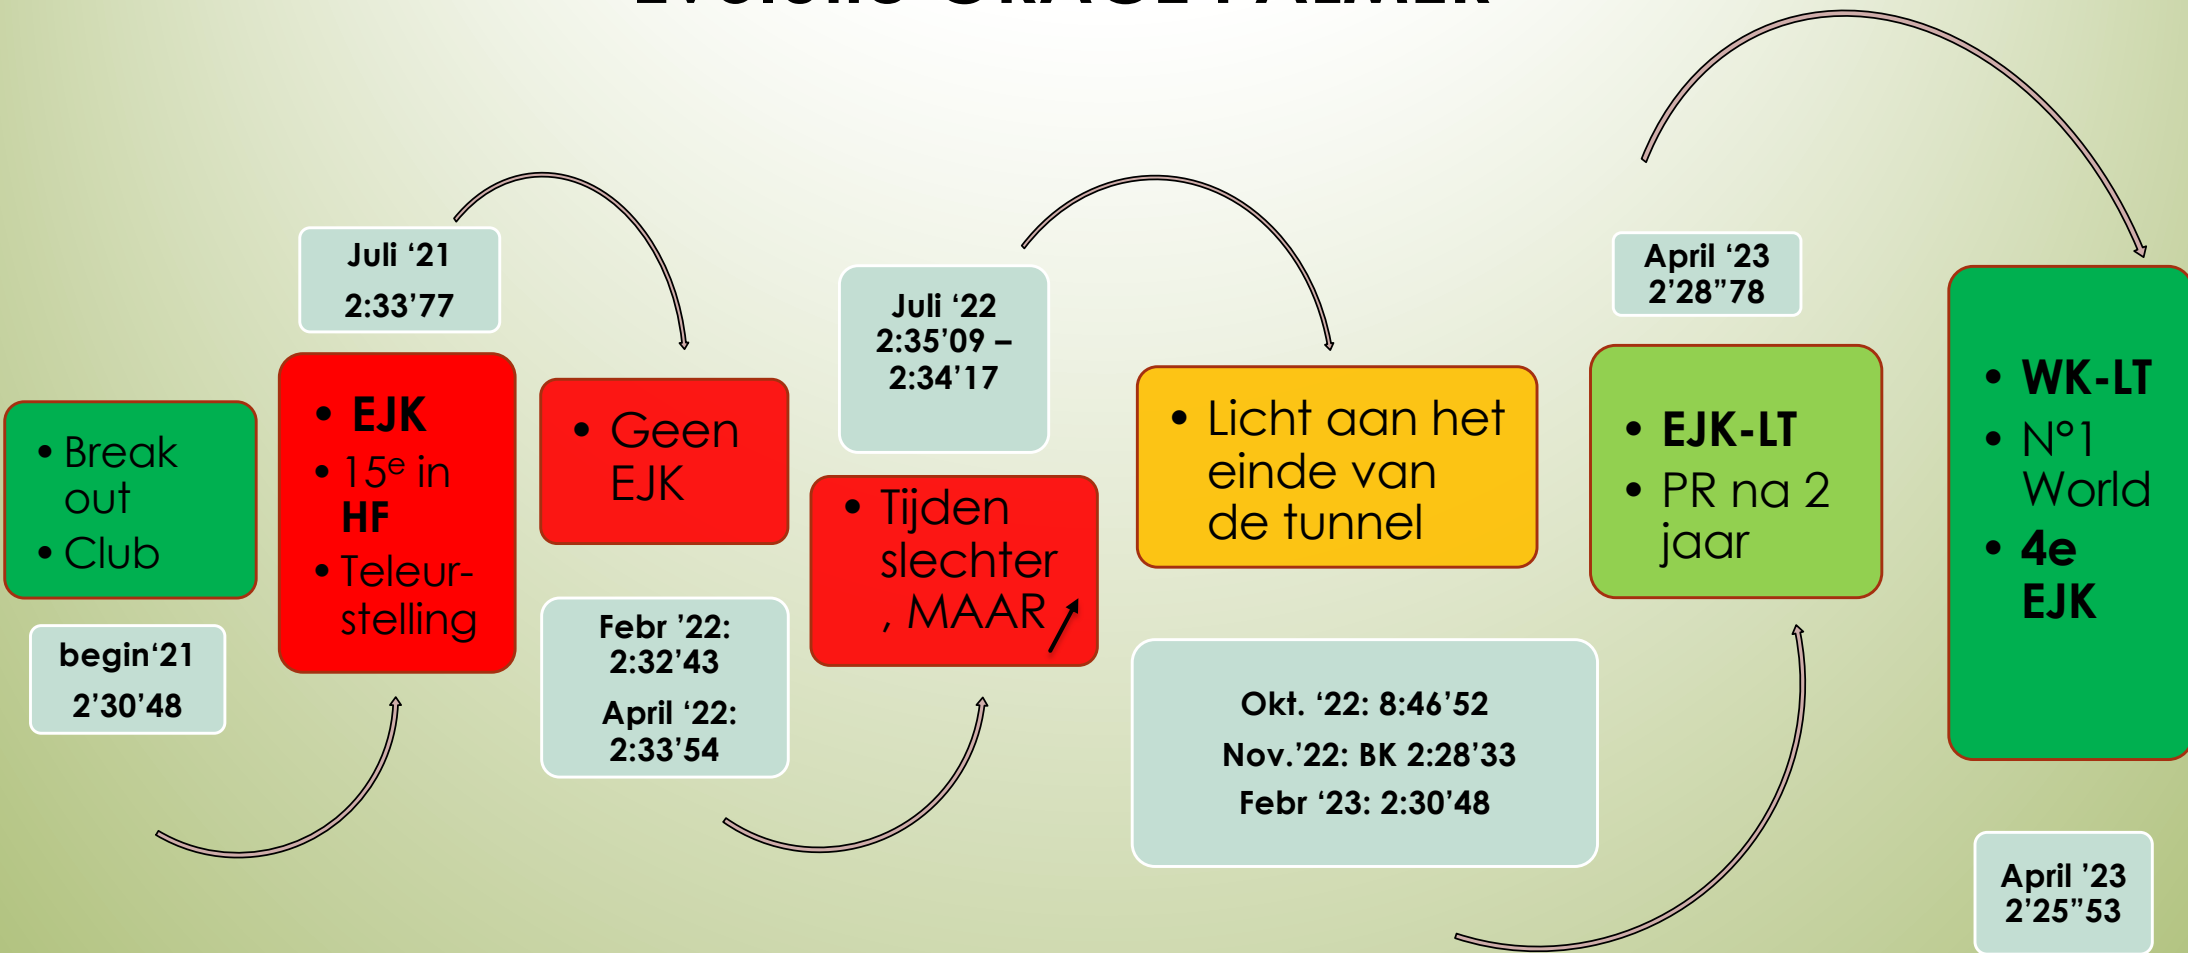 GRACE PALMER
• Break
out
• Club
begin‘21
2’30’48
Juli ‘21
2:33’77
• EJK
• 15e in
HF
• Teleur-
stelling
• Geen
EJK
Febr ’22:
2:32’43
April ‘22:
2:33’54
Juli ‘22
2:35’09 –
2:34’17
• Tijden
slechter
, MAAR
• Licht aan het
einde van
de tunnel
Okt. ‘22: 8:46’52
Nov.’22: BK 2:28’33
Febr ‘23: 2:30’48
April ‘23
2’28”78
• EJK-LT
• PR na 2
jaar
• WK-LT
• N°1
World
• 4e
EJK
April ’23
2’25”53